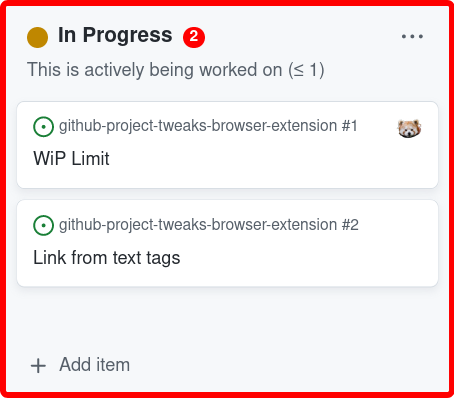 In Progress 2
This is actively being worked on (≤ 1)
github-project-tweaks-browser-extension #1
WiP Limit
github-project-tweaks-browser-extension #2
Link from text tags
Add item